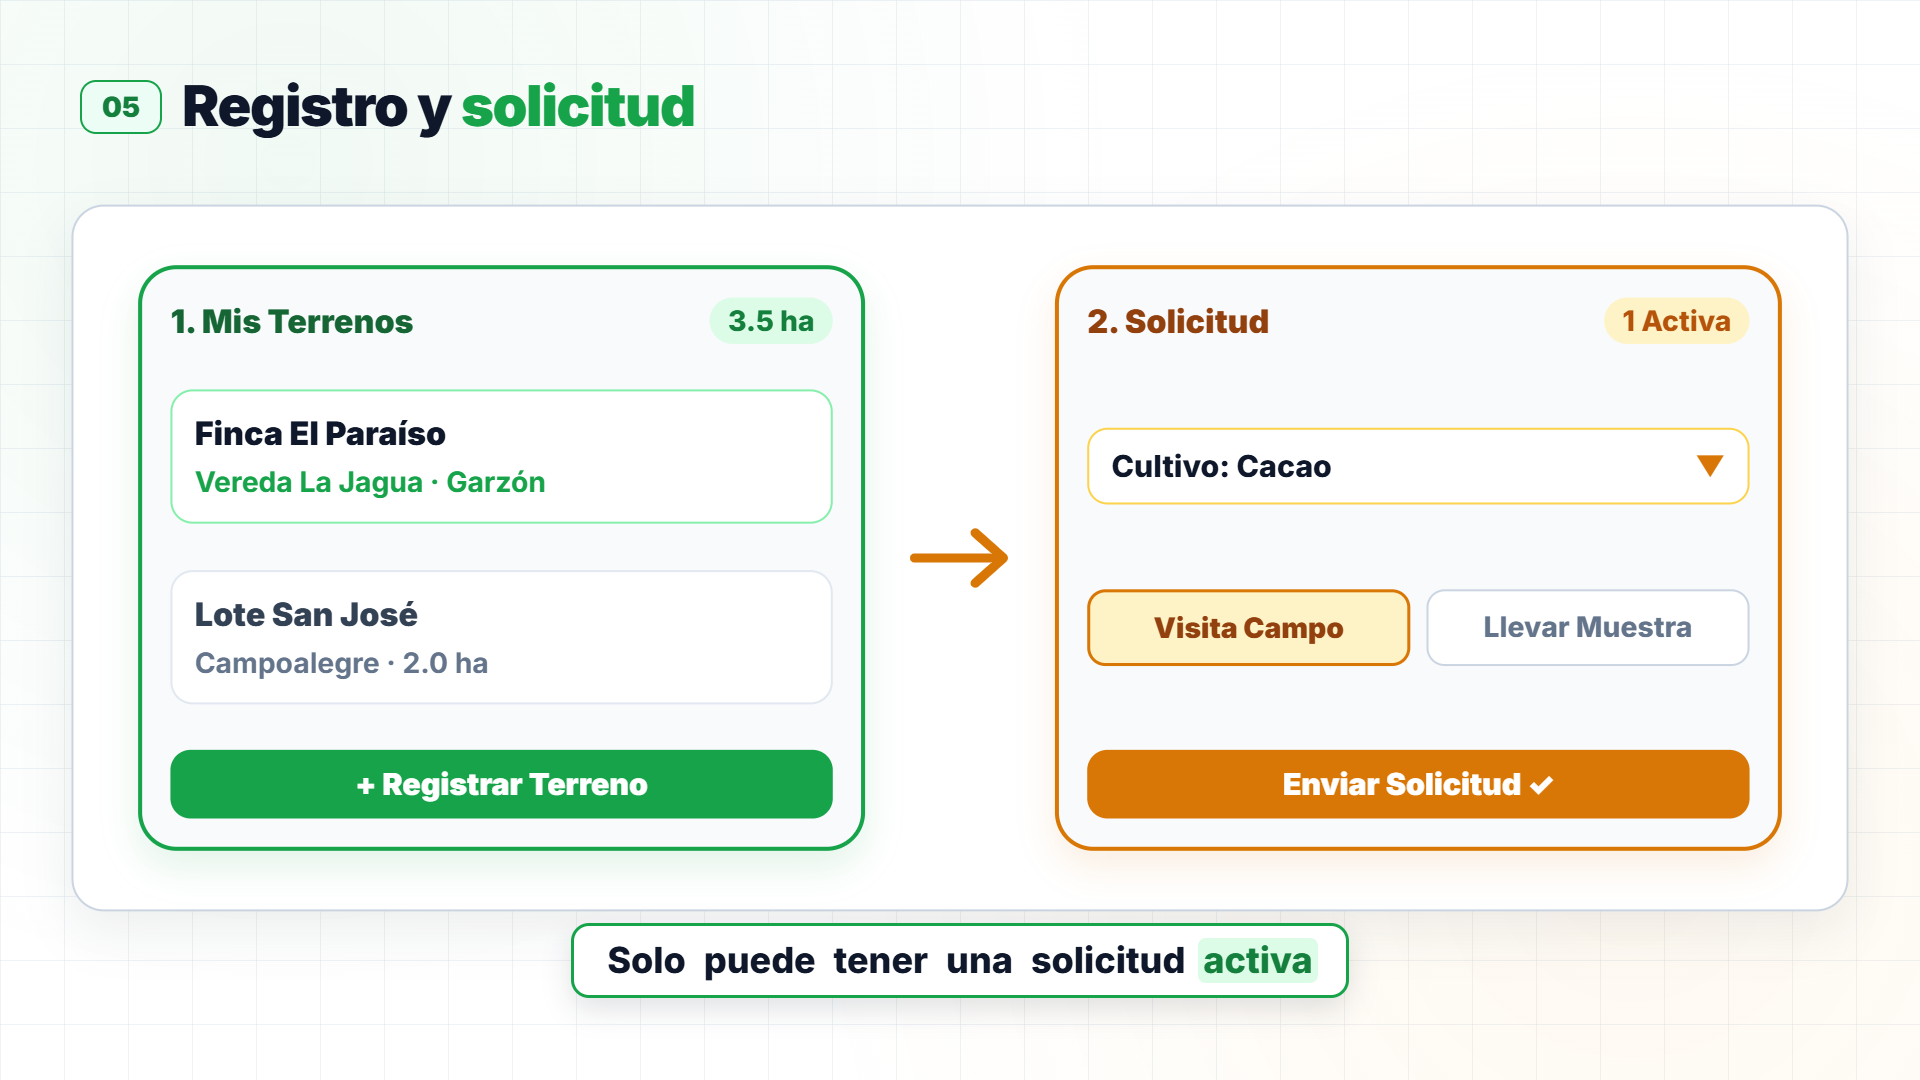 05
Registro y solicitud
1. Mis Terrenos
3.5 ha
Finca El Paraíso
Vereda La Jagua · Garzón
Lote San José
Campoalegre · 2.0 ha
+ Registrar Terreno
2. Solicitud
1 Activa
Cultivo: Cacao
Visita Campo
Llevar Muestra
Enviar Solicitud ✓
Solo puede tener una solicitud activa